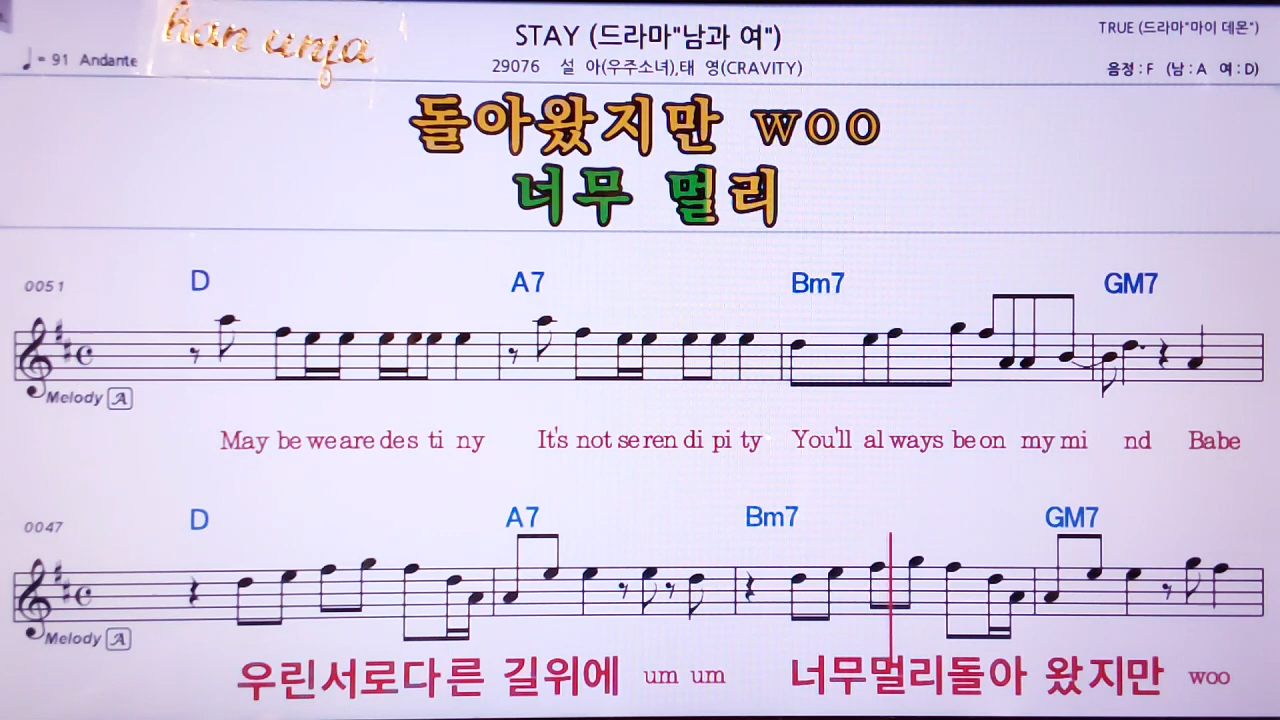 han unja
STAY (드라마"남과 여")
TRUE (드라마"마이 데몬")
♩= 91 Andante
29076 설 아(우주소녀),태 영(CRAVITY)
음정 : F (남 : A 여 : D)
돌아왔지만 woo
너무 멀리
0051 D A7 Bm7 GM7
Melody A
May be we are des ti ny It's not se ren di pi ty You'll al ways be on my mi nd Babe
0047 D A7 Bm7 GM7
Melody A
우린서로다른 길위에 um um 너무멀리돌아 왔지만 woo